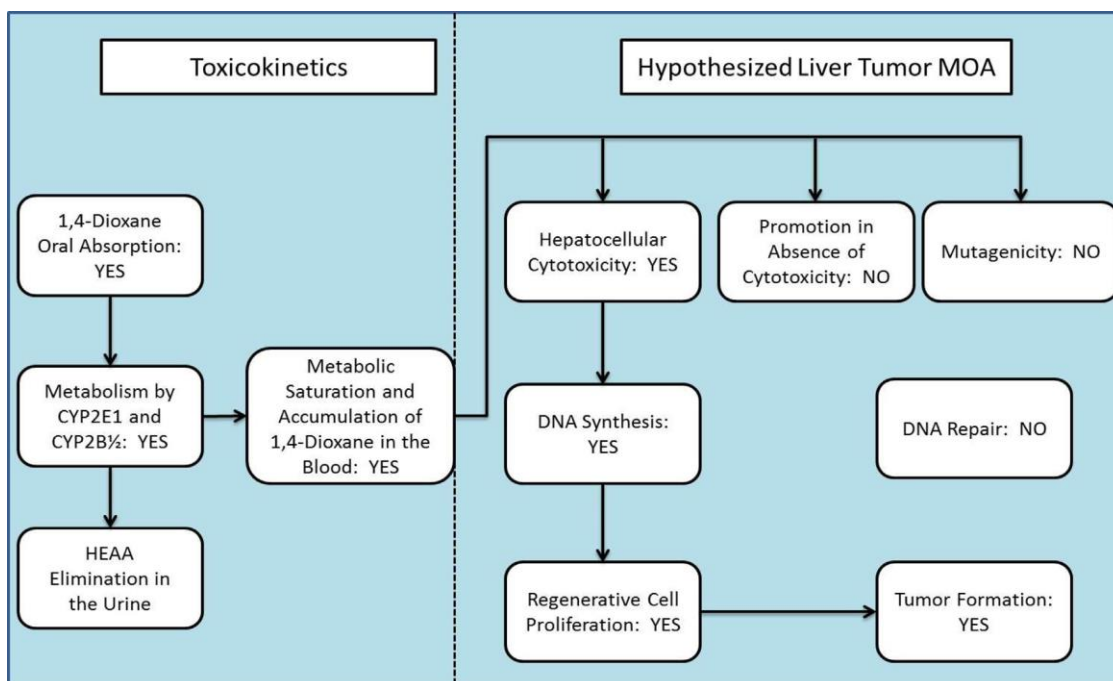 Toxicokinetics
Hypothesized Liver Tumor MOA
1,4-Dioxane
Oral Absorption:
YES
Metabolism by
CYP2E1 and
CYP2B½: YES
HEAA
Elimination in
the Urine
Metabolic
Saturation and
Accumulation of
1,4-Dioxane in the
Blood: YES
Hepatocellular
Cytotoxicity: YES
Promotion in
Absence of
Cytotoxicity: NO
Mutagenicity: NO
DNA Synthesis:
YES
DNA Repair: NO
Regenerative Cell
Proliferation: YES
Tumor Formation:
YES